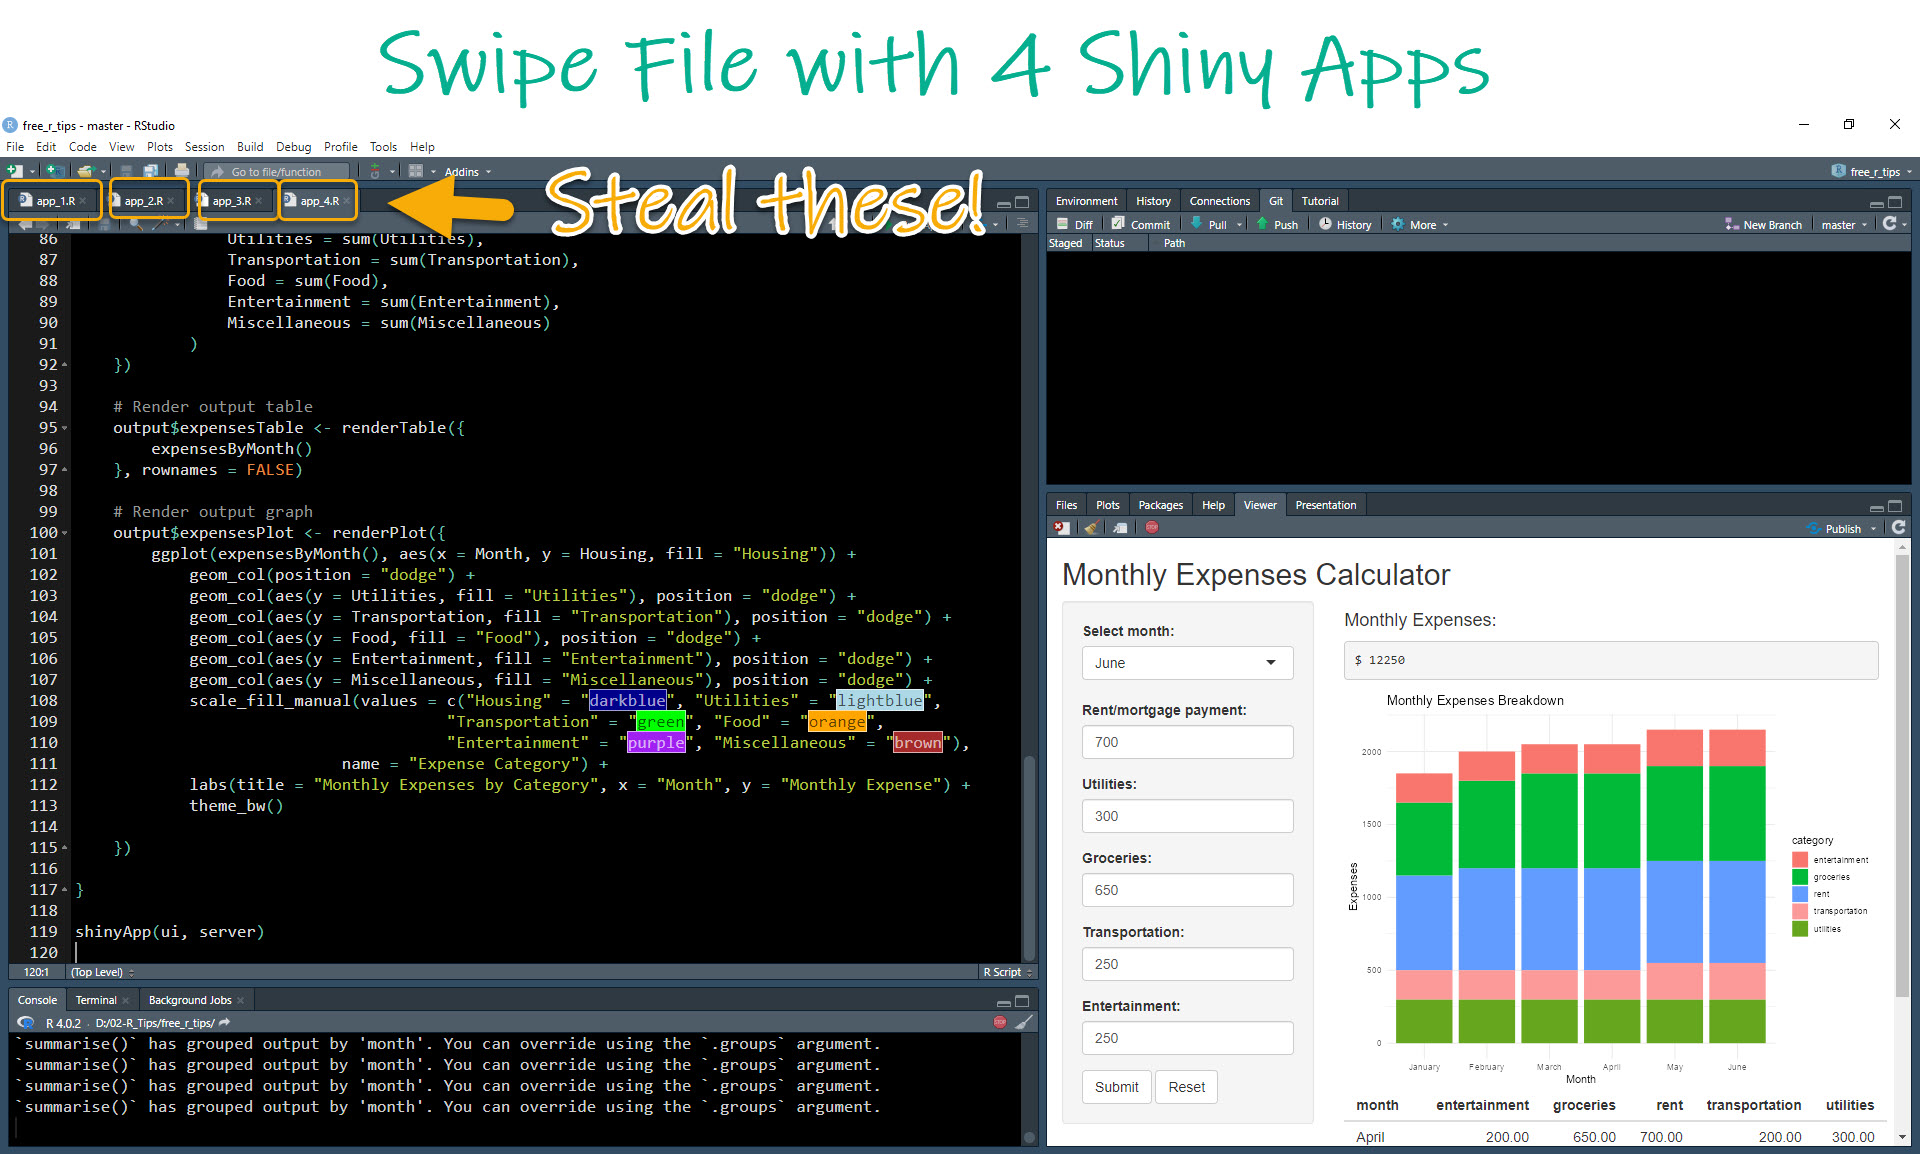 Swipe File with 4 Shiny Apps
free_r_tips - master - RStudio
File Edit Code View Plots Session Build Debug Profile Tools Help
Go to file/function Addins free_r_tips
app_1.R app_2.R app_3.R app_4.R
Steal these!
86 Utilities = sum(Utilities),
87 Transportation = sum(Transportation),
88 Food = sum(Food),
89 Entertainment = sum(Entertainment),
90 Miscellaneous = sum(Miscellaneous)
91 )
92 })
93
94 # Render output table
95 output$expensesTable <- renderTable({
96 expensesByMonth()
97 }, rownames = FALSE)
98
99 # Render output graph
100 output$expensesPlot <- renderPlot({
101 ggplot(expensesByMonth(), aes(x = Month, y = Housing, fill = "Housing")) +
102 geom_col(position = "dodge") +
103 geom_col(aes(y = Utilities, fill = "Utilities"), position = "dodge") +
104 geom_col(aes(y = Transportation, fill = "Transportation"), position = "dodge") +
105 geom_col(aes(y = Food, fill = "Food"), position = "dodge") +
106 geom_col(aes(y = Entertainment, fill = "Entertainment"), position = "dodge") +
107 geom_col(aes(y = Miscellaneous, fill = "Miscellaneous"), position = "dodge") +
108 scale_fill_manual(values = c("Housing" = "darkblue", "Utilities" = "lightblue",
109 "Transportation" = "green", "Food" = "orange",
110 "Entertainment" = "purple", "Miscellaneous" = "brown"),
111 name = "Expense Category") +
112 labs(title = "Monthly Expenses by Category", x = "Month", y = "Monthly Expense") +
113 theme_bw()
114
115 })
116
117 }
118
119 shinyApp(ui, server)
120
120:1 (Top Level) R Script
Console Terminal Background Jobs
R 4.0.2 · D:/02-R_Tips/free_r_tips/
`summarise()` has grouped output by 'month'. You can override using the `.groups` argument.
`summarise()` has grouped output by 'month'. You can override using the `.groups` argument.
`summarise()` has grouped output by 'month'. You can override using the `.groups` argument.
`summarise()` has grouped output by 'month'. You can override using the `.groups` argument.
Environment History Connections Git Tutorial
Diff Commit Pull Push History More New Branch master
Staged Status Path
Files Plots Packages Help Viewer Presentation
Publish
Monthly Expenses Calculator
Select month:
June
Rent/mortgage payment:
700
Utilities:
300
Groceries:
650
Transportation:
250
Entertainment:
250
Submit Reset
Monthly Expenses:
$ 12250
Monthly Expenses Breakdown
2000
1500
1000
500
0
Expenses
January February March April May June
Month
category
entertainment
groceries
rent
transportation
utilities
month entertainment groceries rent transportation utilities
April 200.00 650.00 700.00 200.00 300.00